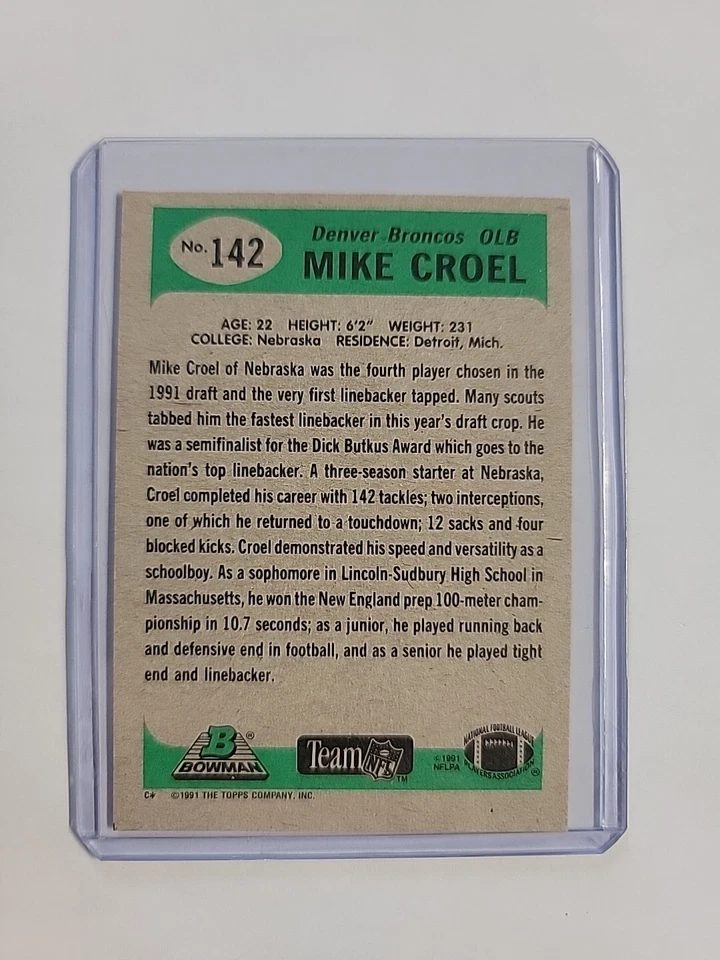 No. 142
Denver Broncos OLB
MIKE CROEL
AGE: 22 HEIGHT: 6'2" WEIGHT: 231
COLLEGE: Nebraska RESIDENCE: Detroit, Mich.
Mike Croel of Nebraska was the fourth player chosen in the
1991 draft and the very first linebacker tapped. Many scouts
tabbed him the fastest linebacker in this year's draft crop. He
was a semifinalist for the Dick Butkus Award which goes to the
nation's top linebacker. A three-season starter at Nebraska,
Croel completed his career with 142 tackles; two interceptions,
one of which he returned to a touchdown; 12 sacks and four
blocked kicks. Croel demonstrated his speed and versatility as a
schoolboy. As a sophomore in Lincoln-Sudbury High School in
Massachusetts, he won the New England prep 100-meter cham-
pionship in 10.7 seconds; as a junior, he played running back
and defensive end in football, and as a senior he played tight
end and linebacker.
B®
BOWMAN
Team NFL™
©1991
NFLPA
NATIONAL FOOTBALL LEAGUE
PLAYERS ASSOCIATION ®
C* ©1991 THE TOPPS COMPANY, INC.